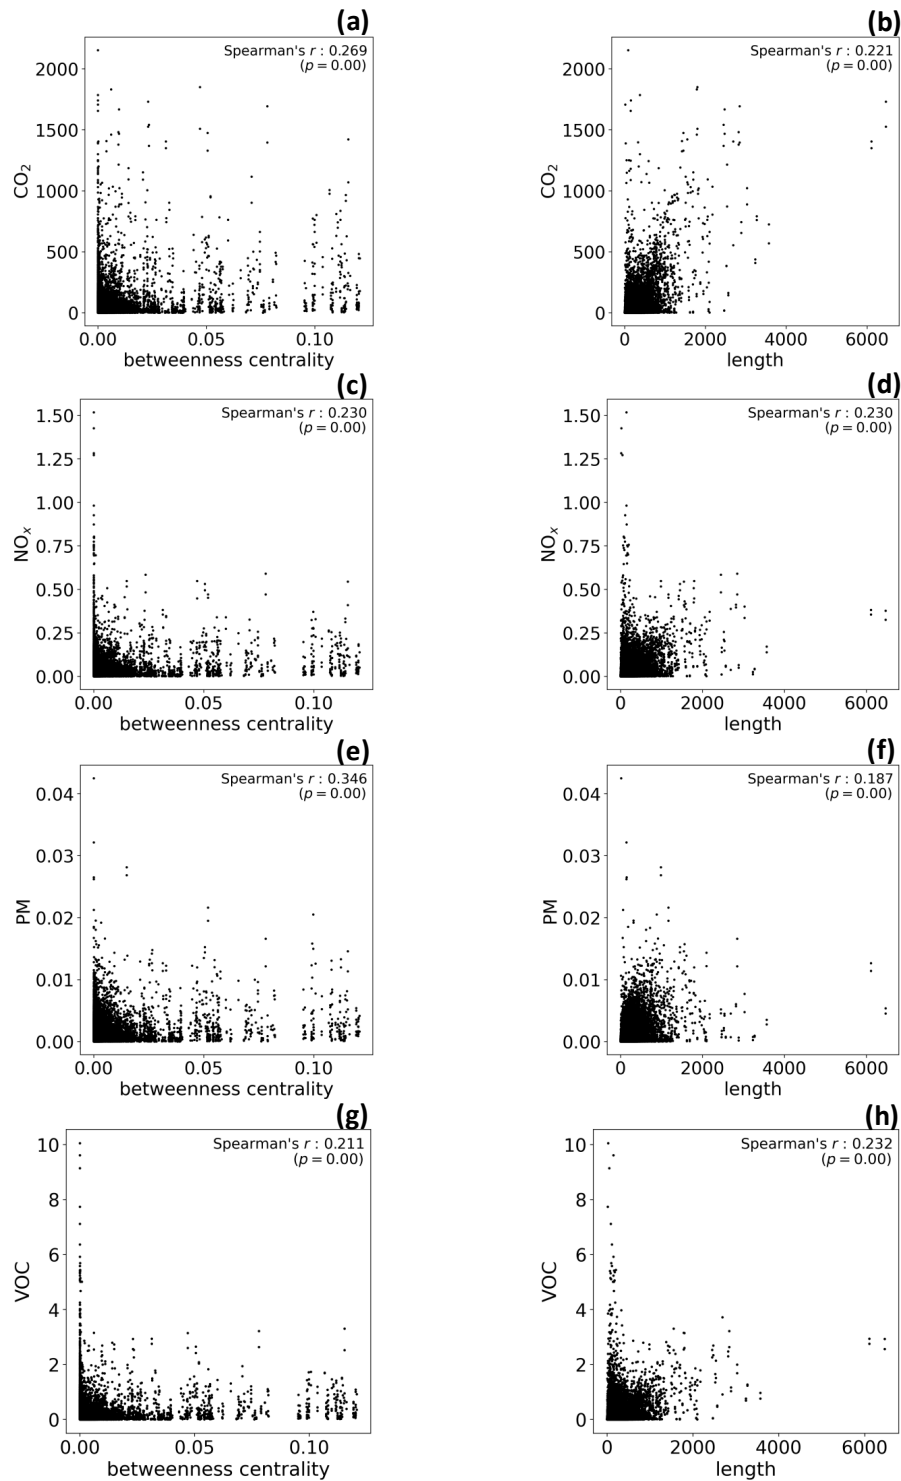 (a)
Spearman's r : 0.269
(p = 0.00)
2000
1500
1000
500
0
CO₂
0.00 0.05 0.10
betweenness centrality
(b)
Spearman's r : 0.221
(p = 0.00)
2000
1500
1000
500
0
CO₂
0 2000 4000 6000
length
(c)
Spearman's r : 0.230
(p = 0.00)
1.50
1.25
1.00
0.75
0.50
0.25
0.00
NOₓ
0.00 0.05 0.10
betweenness centrality
(d)
Spearman's r : 0.230
(p = 0.00)
1.50
1.25
1.00
0.75
0.50
0.25
0.00
NOₓ
0 2000 4000 6000
length
(e)
Spearman's r : 0.346
(p = 0.00)
0.04
0.03
0.02
0.01
0.00
PM
0.00 0.05 0.10
betweenness centrality
(f)
Spearman's r : 0.187
(p = 0.00)
0.04
0.03
0.02
0.01
0.00
PM
0 2000 4000 6000
length
(g)
Spearman's r : 0.211
(p = 0.00)
10
8
6
4
2
0
VOC
0.00 0.05 0.10
betweenness centrality
(h)
Spearman's r : 0.232
(p = 0.00)
10
8
6
4
2
0
VOC
0 2000 4000 6000
length